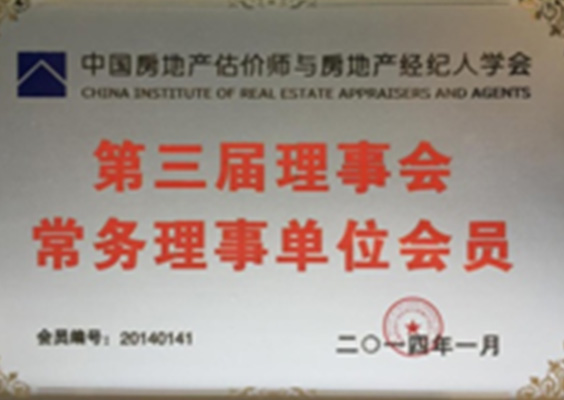 中国房地产估价师与房地产经纪人学会
CHINA INSTITUTE OF REAL ESTATE APPRAISERS AND AGENTS
第三届理事会
常务理事单位会员
会员编号：20140141
二〇一四年一月